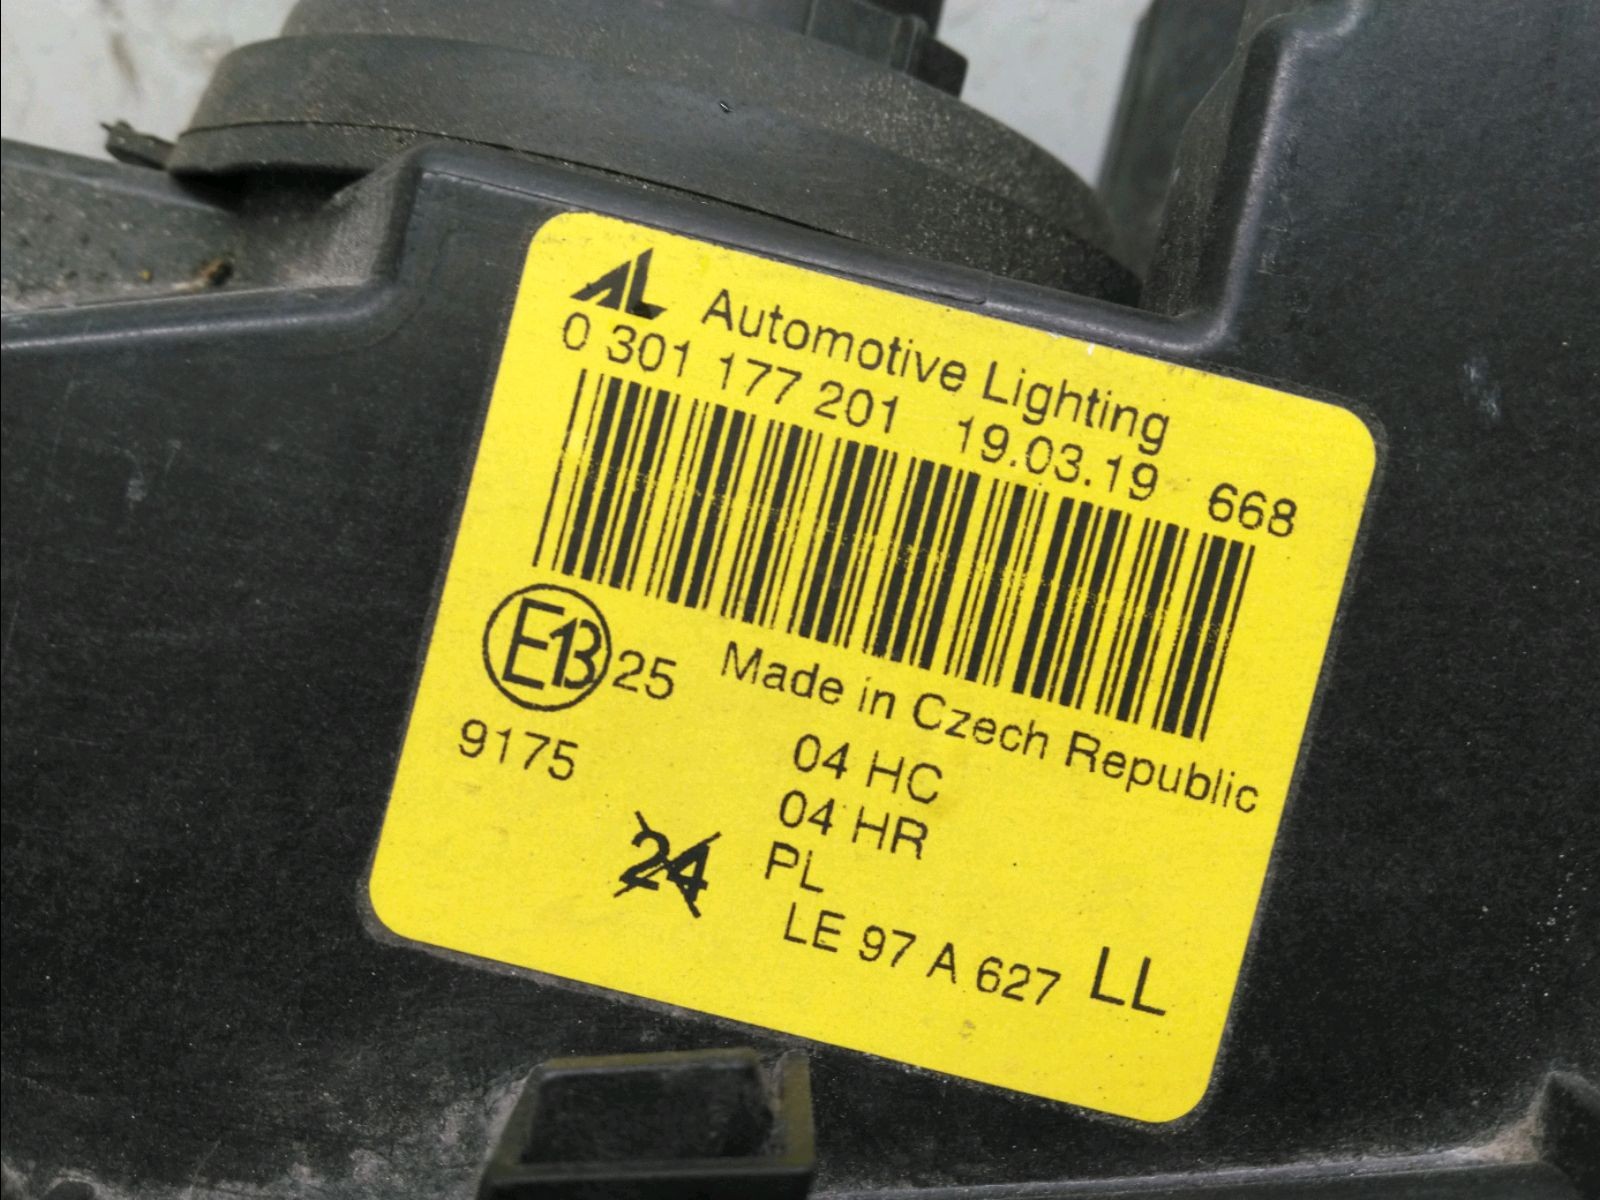 AL Automotive Lighting
0 301 177 201 19.03.19 668
E13 25
Made in Czech Republic
9175
04 HC
04 HR
24 PL
LE 97 A 627 LL